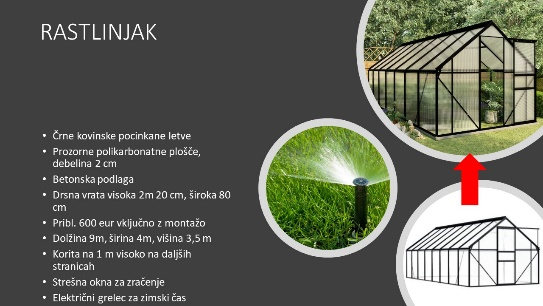 RASTLINJAK
• Črne kovinske pocinkane letve
• Prozorne polikarbonatne plošče,
debelina 2 cm
• Betonska podlaga
• Drsna vrata visoka 2m 20 cm, široka 80
cm
• Pribl. 600 eur vključno z montažo
• Dolžina 9m, širina 4m, višina 3,5 m
• Korita na 1 m visoko na daljših
stranicah
• Strešna okna za zračenje
• Električni grelec za zimski čas